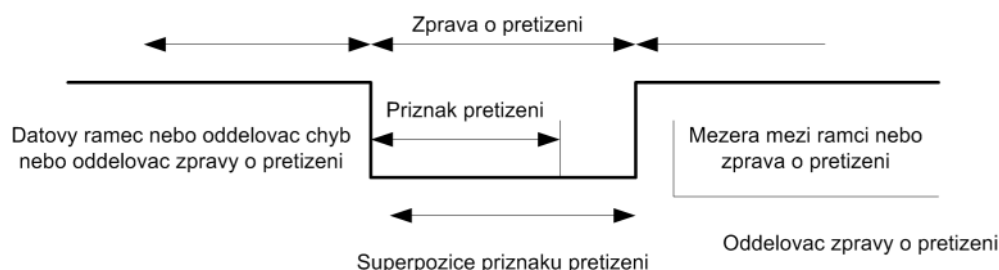 Zprava o pretizeni
Priznak pretizeni
Datovy ramec nebo oddelovac chyb
nebo oddelovac zpravy o pretizeni
Mezera mezi ramci nebo
zprava o pretizeni
Oddelovac zpravy o pretizeni
Superpozice priznaku pretizeni